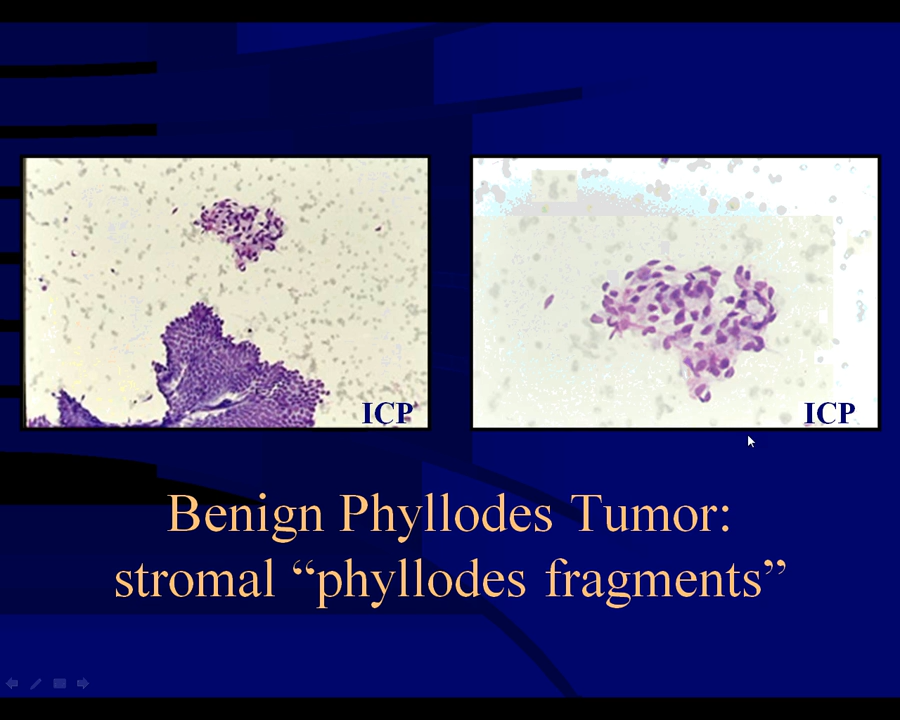 ICP
ICP
Benign Phyllodes Tumor:
stromal “phyllodes fragments”